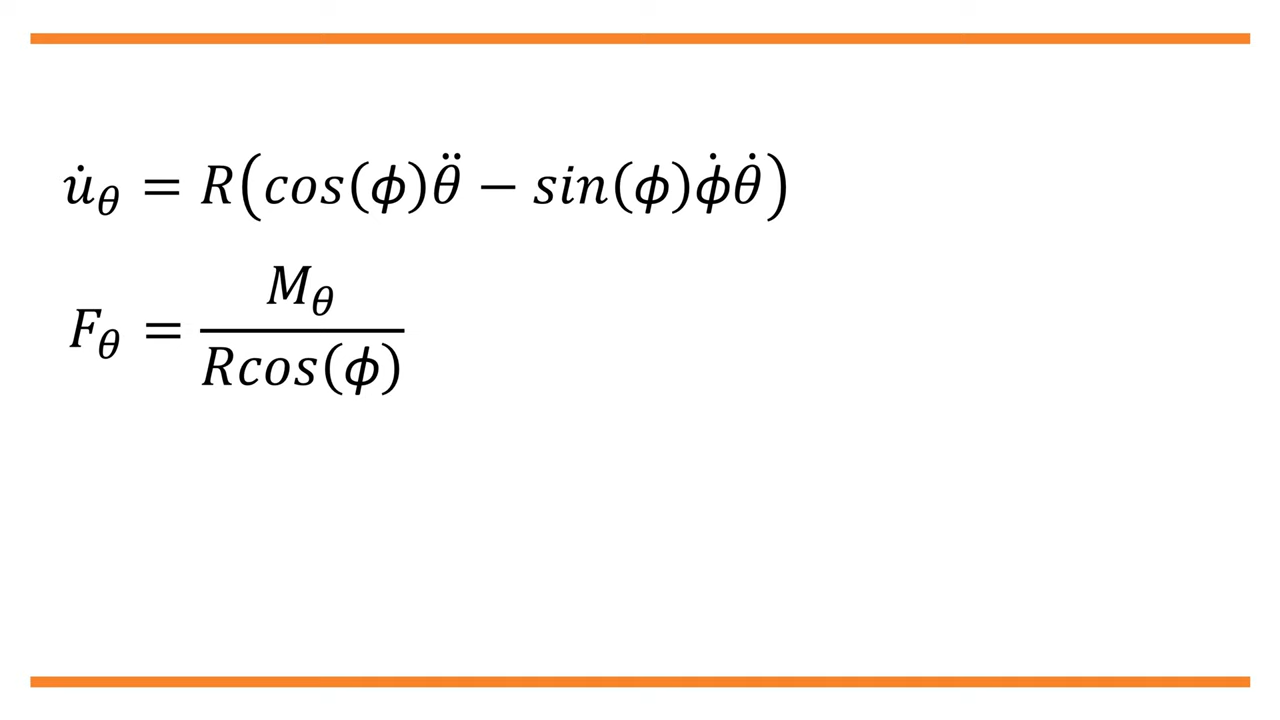 u̇_θ = R(cos(ϕ)θ̈ − sin(ϕ)ϕ̇θ̇)
F_θ = M_θ / Rcos(ϕ)